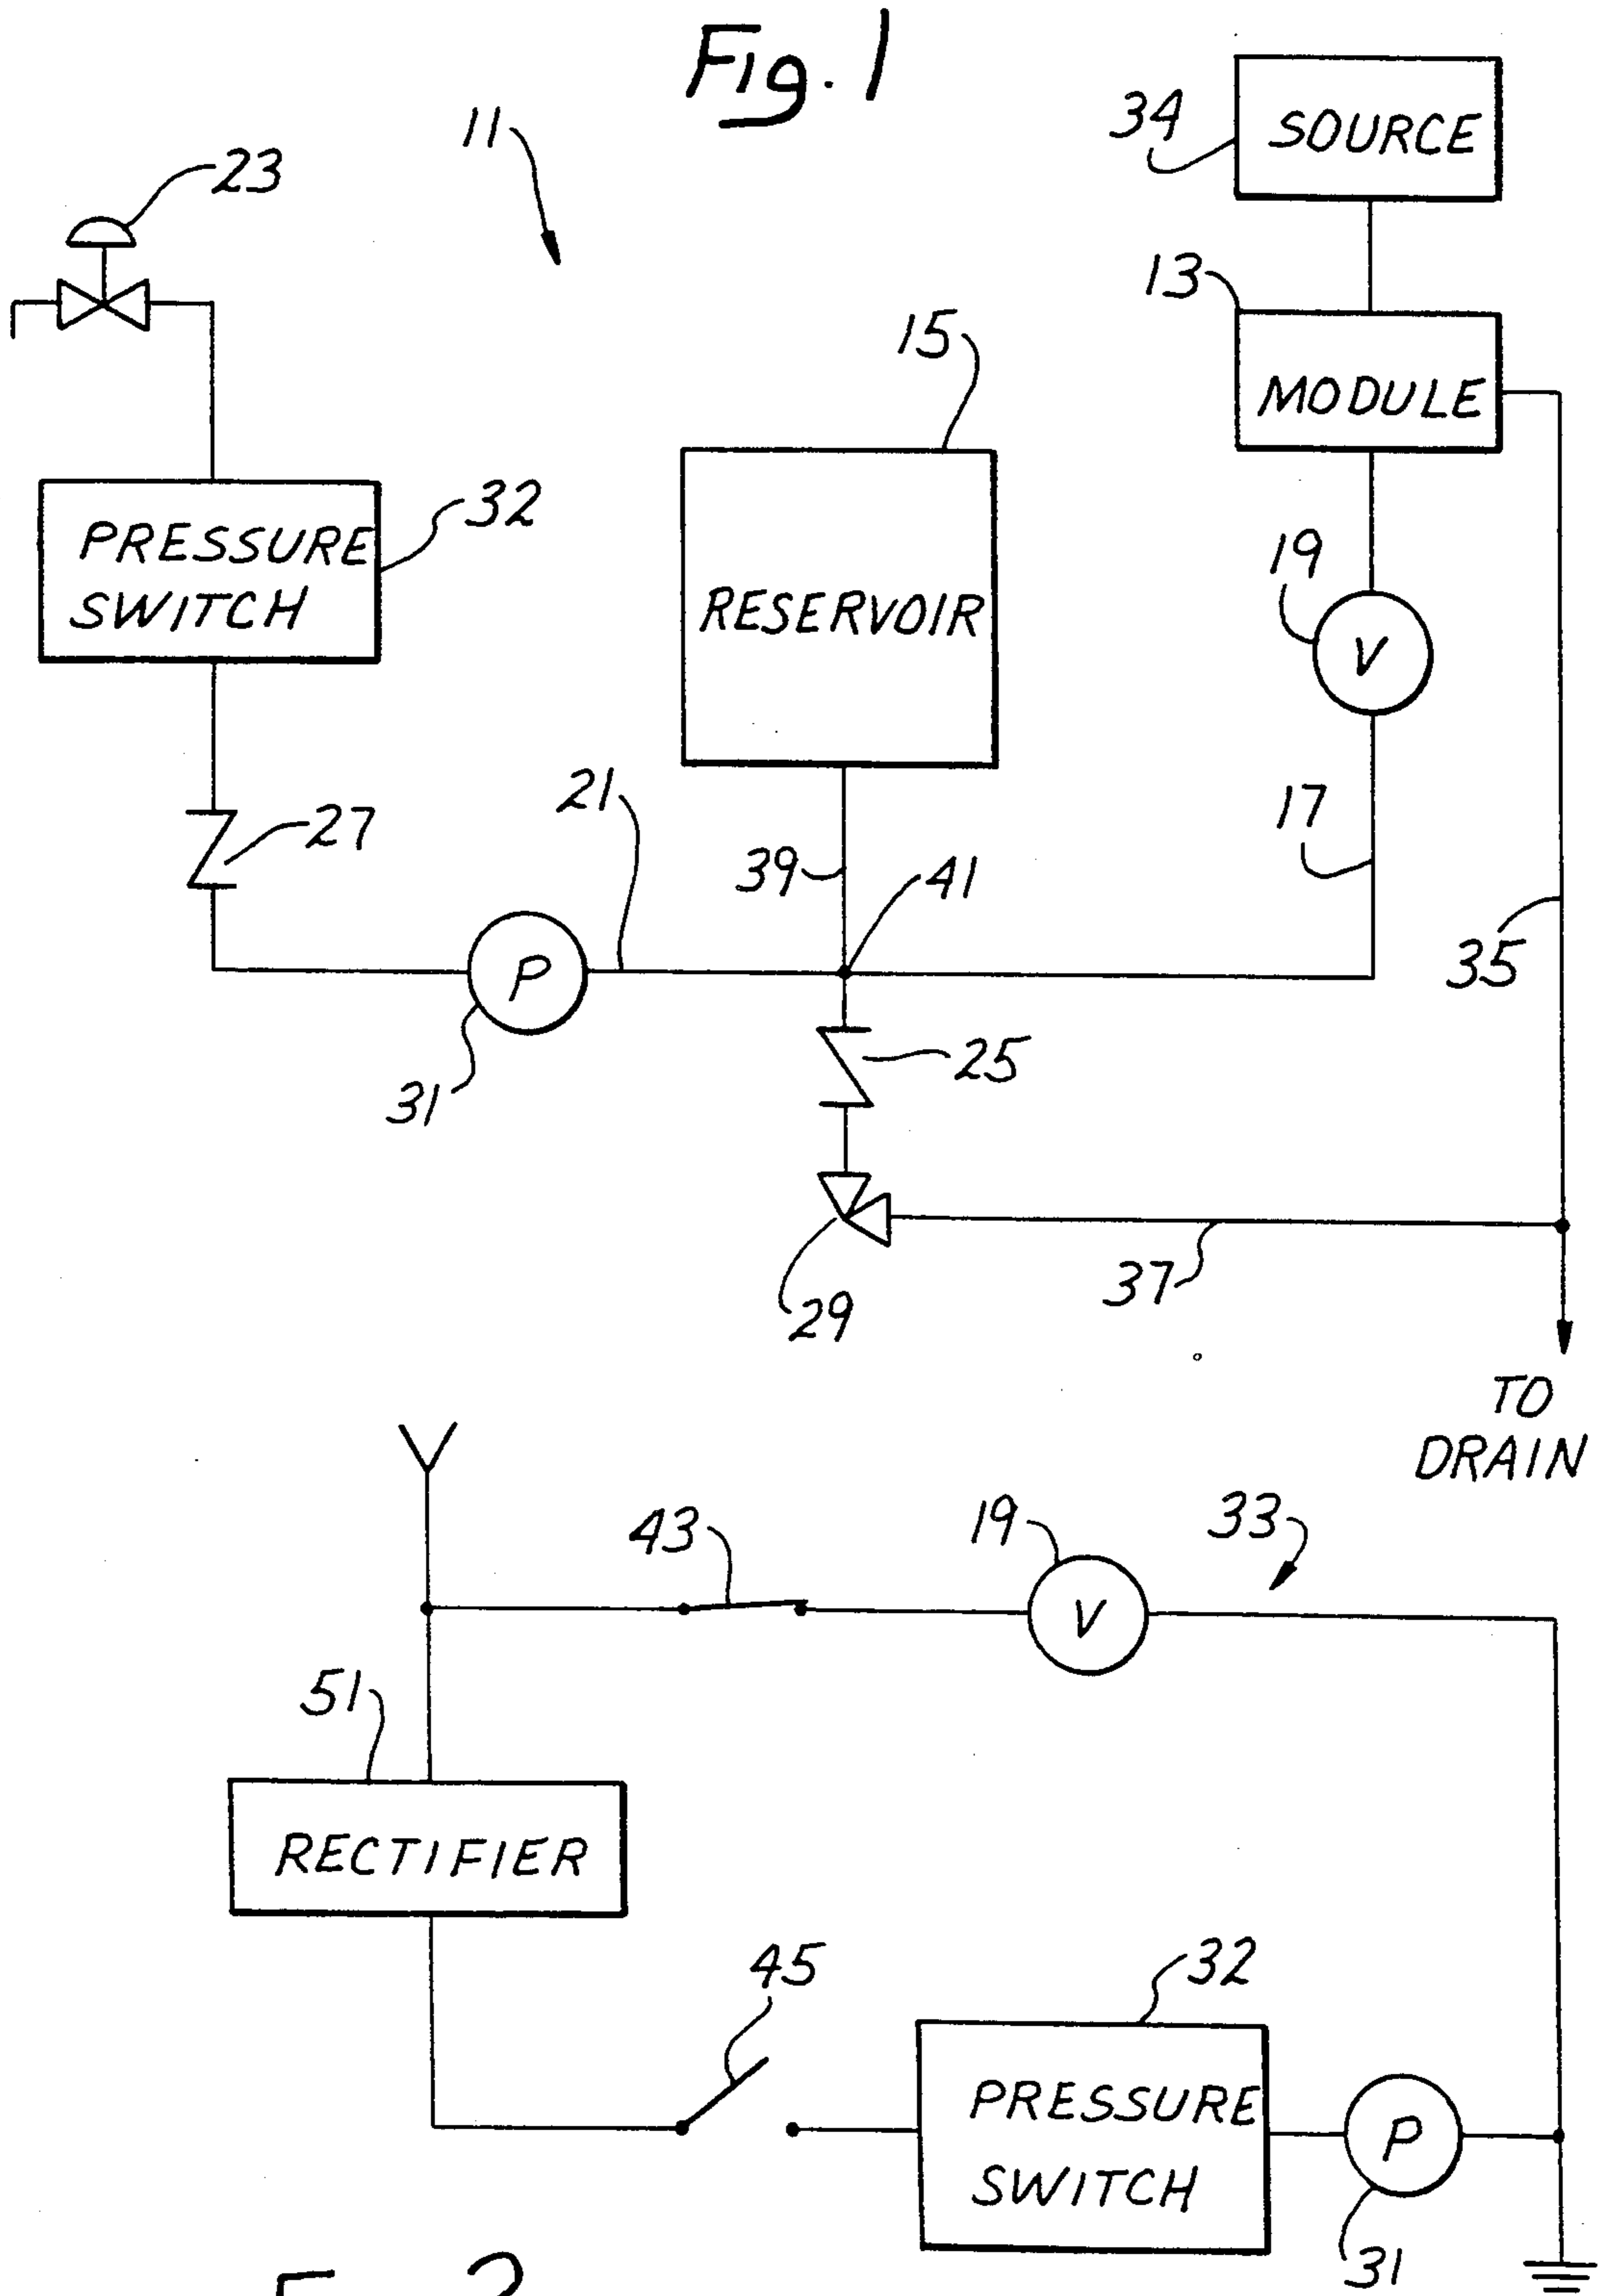 Fig. 1
11
23
34
SOURCE
13
MODULE
15
RESERVOIR
32
PRESSURE
SWITCH
19
V
27
21
39
41
17
35
P
31
25
29
37
TO
DRAIN
43
19
V
33
51
RECTIFIER
45
32
PRESSURE
SWITCH
P
31